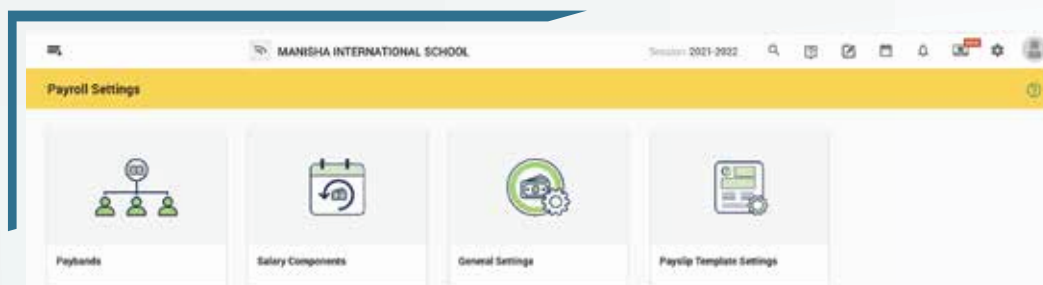 MANISHA INTERNATIONAL SCHOOL
Session 2021-2022
Payroll Settings
Paybands
Salary Components
General Settings
Payslip Template Settings